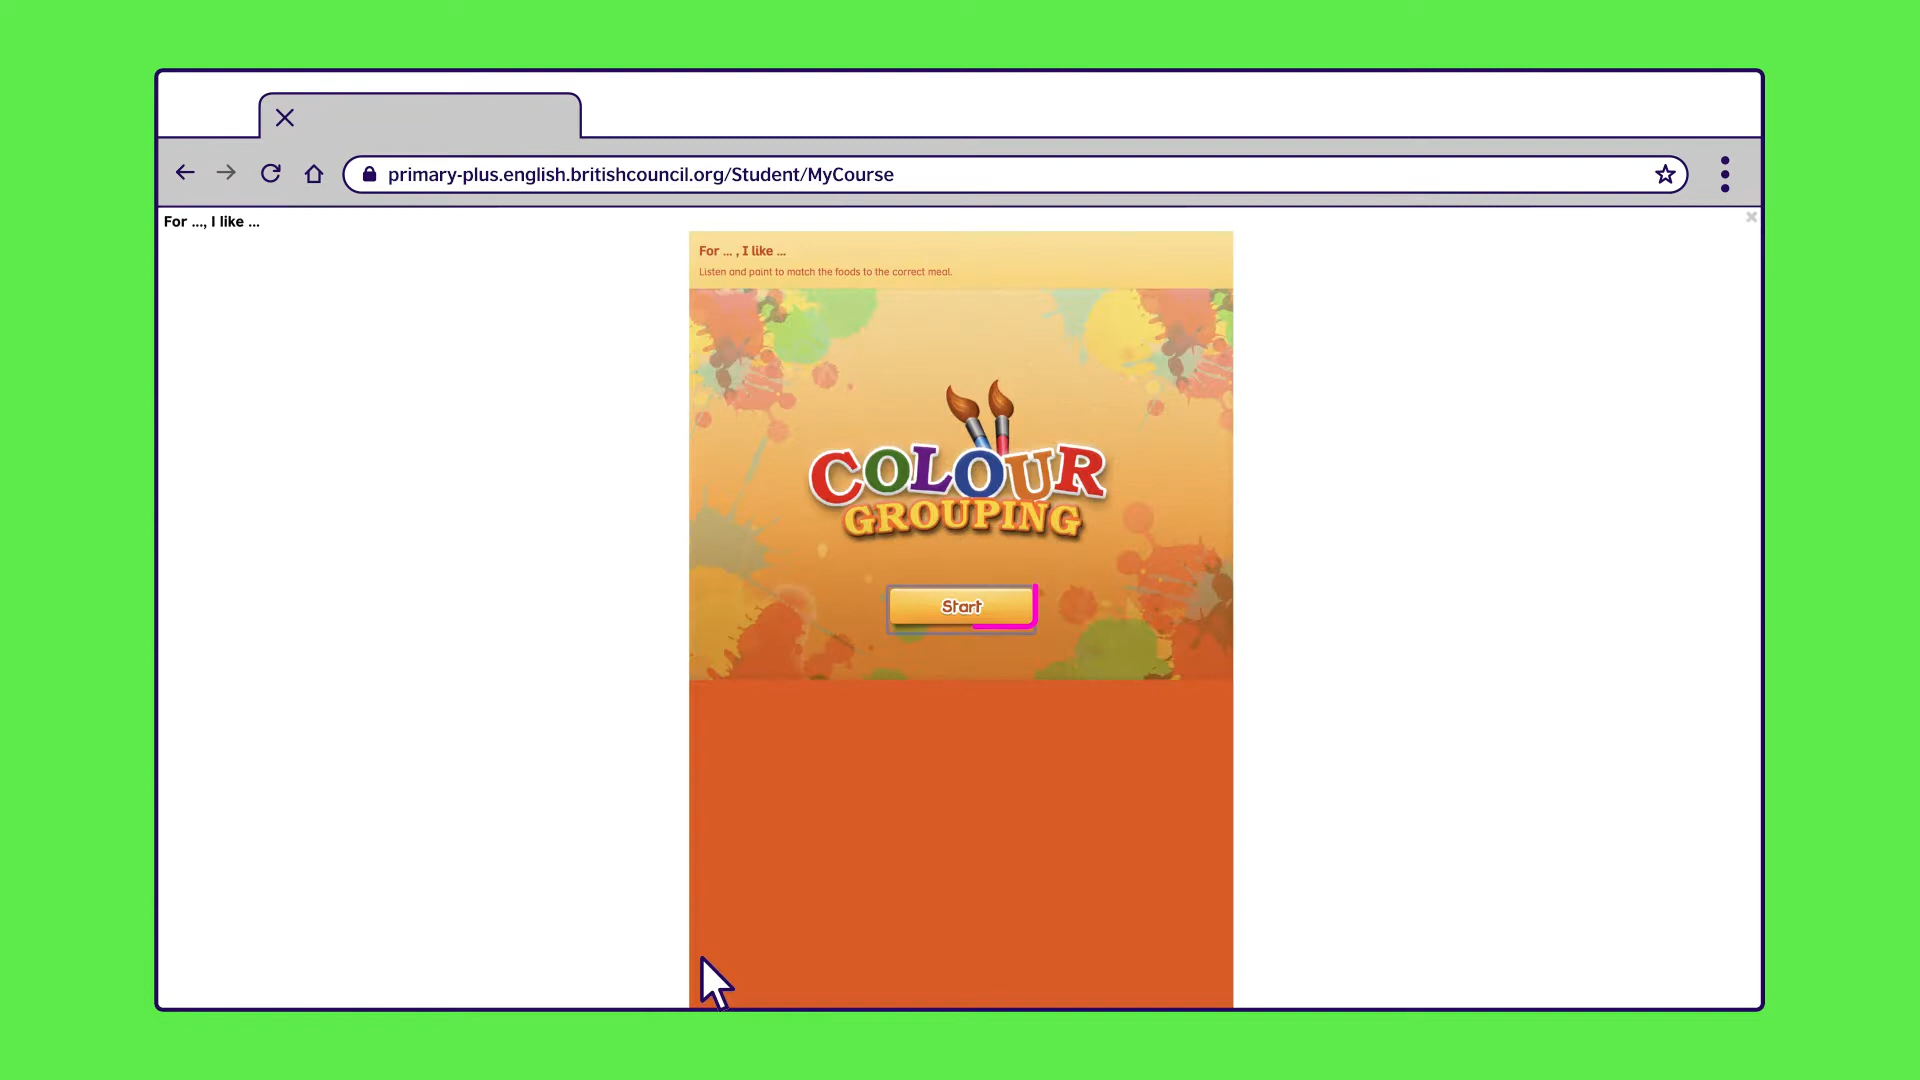 primary-plus.english.britishcouncil.org/Student/MyCourse
For ..., I like ...
For ... , I like ...
Listen and paint to match the foods to the correct meal.
COLOUR
GROUPING
Start